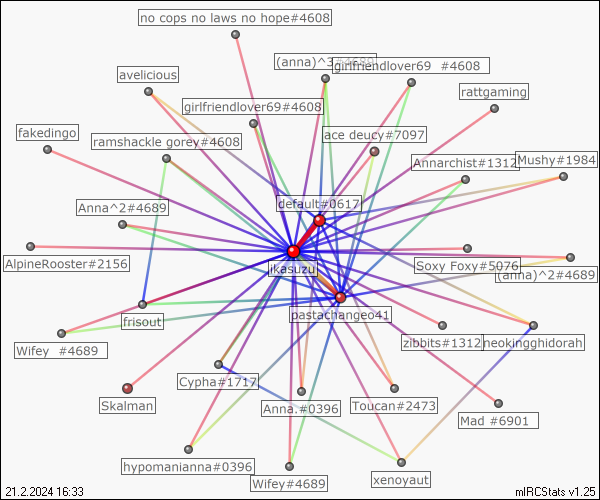 no cops no laws no hope#4608
(anna)^3#4689
girlfriendlover69 #4608
avelicious
rattgaming
girlfriendlover69#4608
fakedingo
ramshackle gorey#4608
ace deucy#7097
Annarchist#1312
Mushy#1984
default#0617
Anna^2#4689
AlpineRooster#2156
ikasuzu
Soxy Foxy#5076
(anna)^2#4689
frisout
pastachangeo41
Wifey #4689
zibbits#1312
neokingghidorah
Cypha#1717
Skalman
Anna.#0396
Toucan#2473
Mad #6901
hypomanianna#0396
Wifey#4689
xenoyaut
21.2.2024 16:33
mIRCStats v1.25